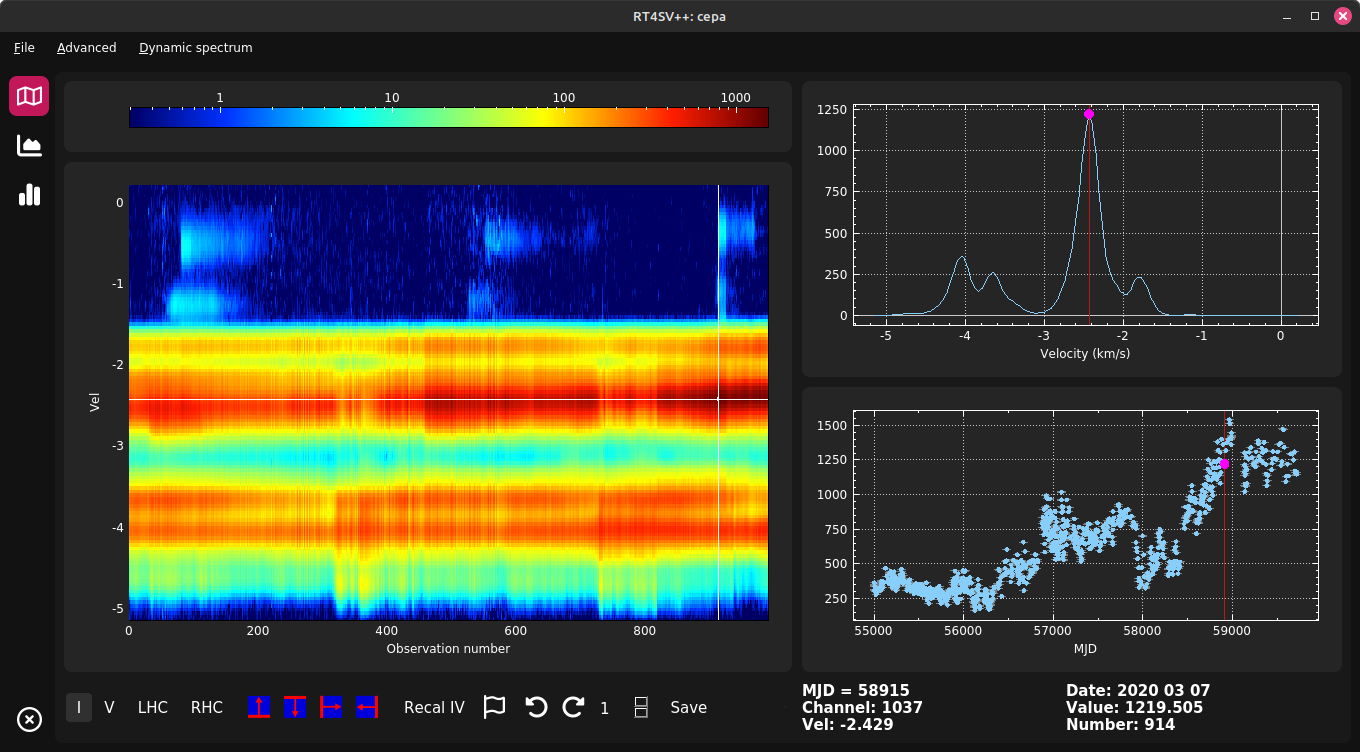 RT4SV++: cepa
File Advanced Dynamic spectrum
1 10 100 1000
0
-1
-2
-3
-4
-5
Vel
0 200 400 600 800
Observation number
1250
1000
750
500
250
0
-5 -4 -3 -2 -1 0
Velocity (km/s)
1500
1250
1000
750
500
250
55000 56000 57000 58000 59000
MJD
I V LHC RHC Recal IV 1 Save
MJD = 58915
Channel: 1037
Vel: -2.429
Date: 2020 03 07
Value: 1219.505
Number: 914